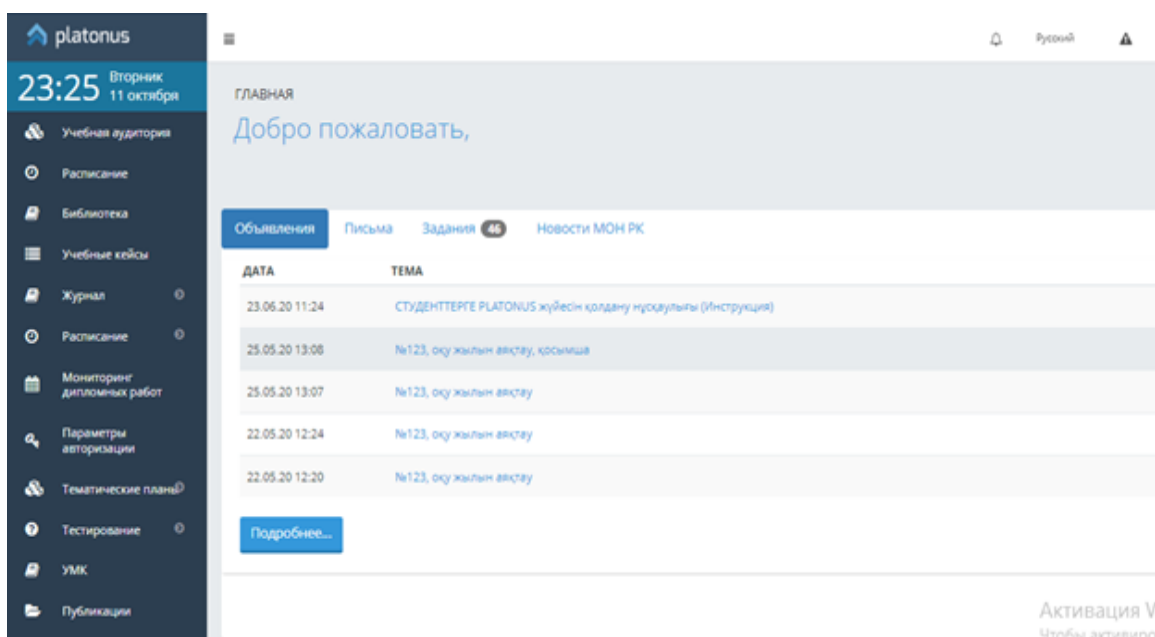 platonus
Русский
23:25 Вторник
11 октября
ГЛАВНАЯ
Добро пожаловать,
Учебная аудитория
Расписание
Библиотека
Учебные кейсы
Журнал
Расписание
Мониторинг
дипломных работ
Параметры
авторизации
Тематические планы
Тестирование
УМК
Публикации
Объявления Письма Задания 46 Новости МОН РК
ДАТА ТЕМА
23.06.20 11:24 СТУДЕНТТЕРГЕ PLATONUS жүйесін қолдану нұсқаулығы (Инструкция)
25.05.20 13:08 №123, оқу жылын аяқтау, қосымша
25.05.20 13:07 №123, оқу жылын аяқтау
22.05.20 12:24 №123, оқу жылын аяқтау
22.05.20 12:20 №123, оқу жылын аяқтау
Подробнее...
Активация W
Чтобы активиро